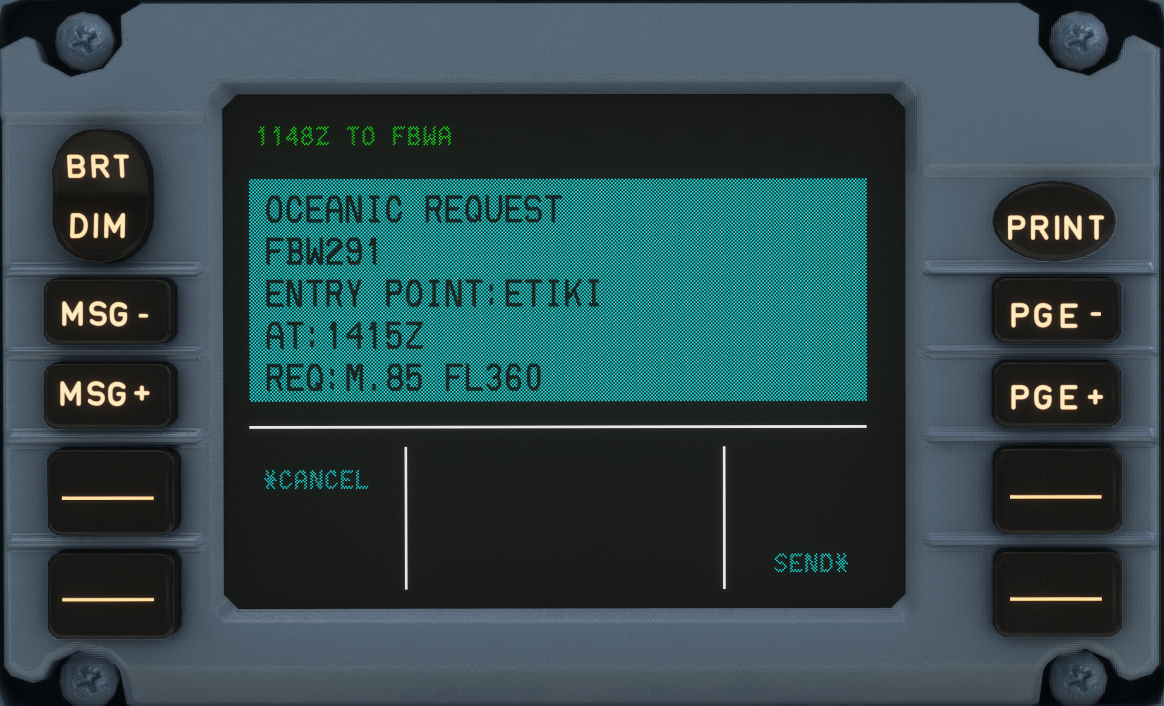 1148Z TO FBWA
BRT
DIM
OCEANIC REQUEST
FBW291
PRINT
ENTRY POINT:ETIKI
MSG -
PGE -
AT:1415Z
REQ:M.85 FL360
MSG +
PGE +
*CANCEL
SEND*